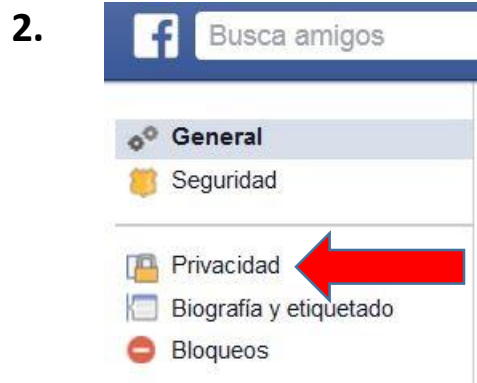 2.
f
Busca amigos
General
Seguridad
Privacidad
Biografía y etiquetado
Bloqueos